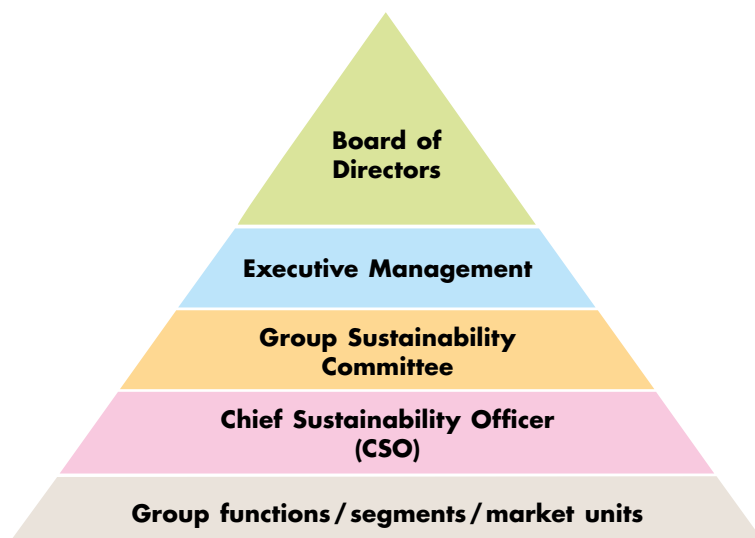 Board of
Directors
Executive Management
Group Sustainability
Committee
Chief Sustainability Officer
(CSO)
Group functions / segments / market units